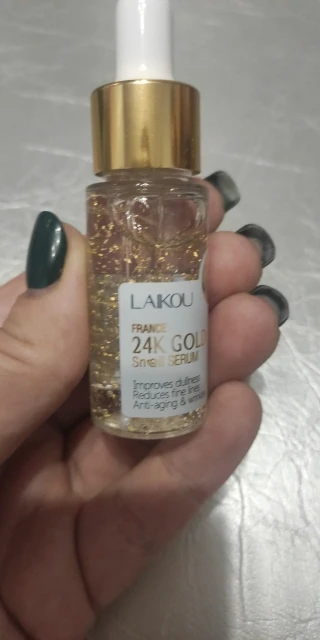 LAIKOU
FRANCE
24K GOLD
Snail SERUM
Improves dullness
Reduces fine lines
Anti-aging &